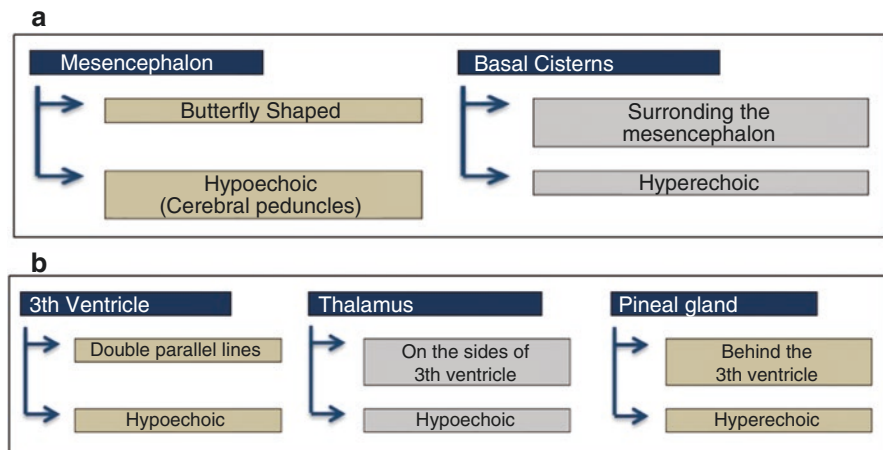 a
Mesencephalon
Butterfly Shaped
Hypoechoic
(Cerebral peduncles)
Basal Cisterns
Surronding the
mesencephalon
Hyperechoic
b
3th Ventricle
Double parallel lines
Hypoechoic
Thalamus
On the sides of
3th ventricle
Hypoechoic
Pineal gland
Behind the
3th ventricle
Hyperechoic